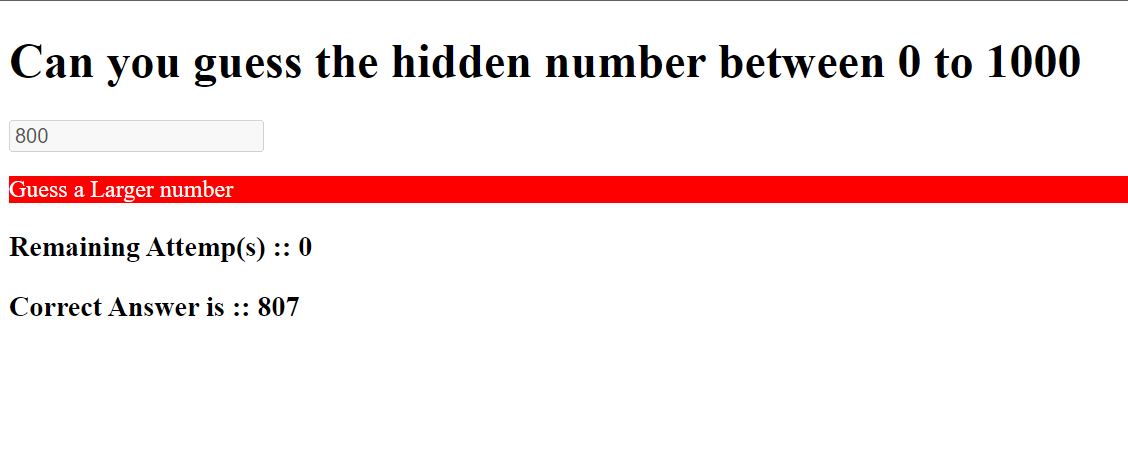 Can you guess the hidden number between 0 to 1000
800
Guess a Larger number
Remaining Attemp(s) :: 0
Correct Answer is :: 807